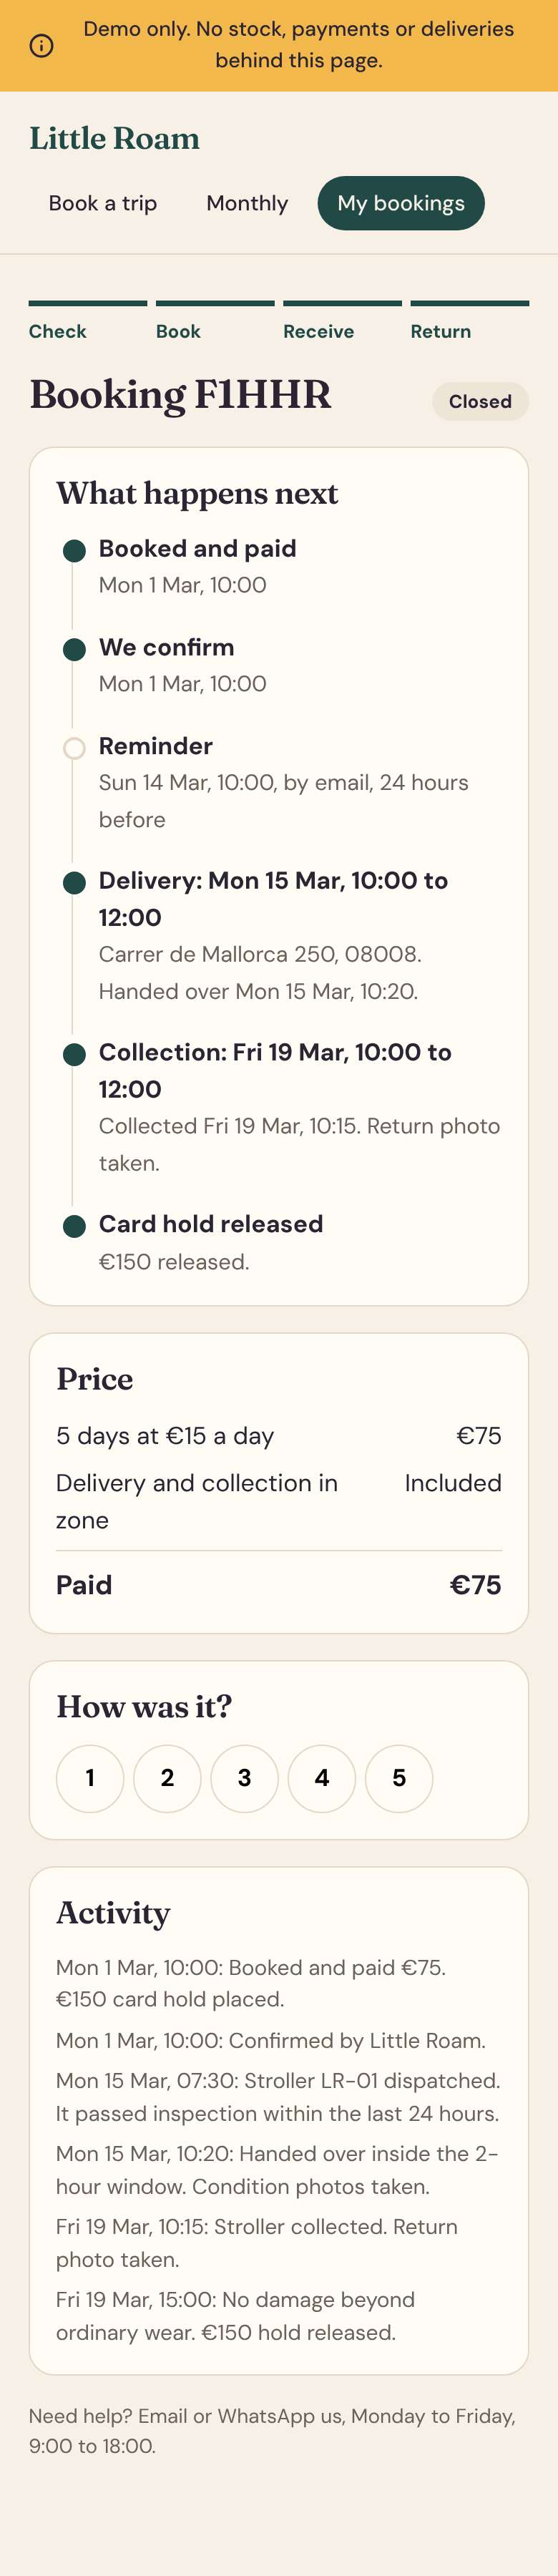 Demo only. No stock, payments or deliveries
behind this page.
Little Roam
Book a trip Monthly My bookings
Check Book Receive Return
Booking F1HHR Closed
What happens next
Booked and paid
Mon 1 Mar, 10:00
We confirm
Mon 1 Mar, 10:00
Reminder
Sun 14 Mar, 10:00, by email, 24 hours
before
Delivery: Mon 15 Mar, 10:00 to
12:00
Carrer de Mallorca 250, 08008.
Handed over Mon 15 Mar, 10:20.
Collection: Fri 19 Mar, 10:00 to
12:00
Collected Fri 19 Mar, 10:15. Return photo
taken.
Card hold released
€150 released.
Price
5 days at €15 a day €75
Delivery and collection in Included
zone
Paid €75
How was it?
1 2 3 4 5
Activity
Mon 1 Mar, 10:00: Booked and paid €75.
€150 card hold placed.
Mon 1 Mar, 10:00: Confirmed by Little Roam.
Mon 15 Mar, 07:30: Stroller LR-01 dispatched.
It passed inspection within the last 24 hours.
Mon 15 Mar, 10:20: Handed over inside the 2-
hour window. Condition photos taken.
Fri 19 Mar, 10:15: Stroller collected. Return
photo taken.
Fri 19 Mar, 15:00: No damage beyond
ordinary wear. €150 hold released.
Need help? Email or WhatsApp us, Monday to Friday,
9:00 to 18:00.